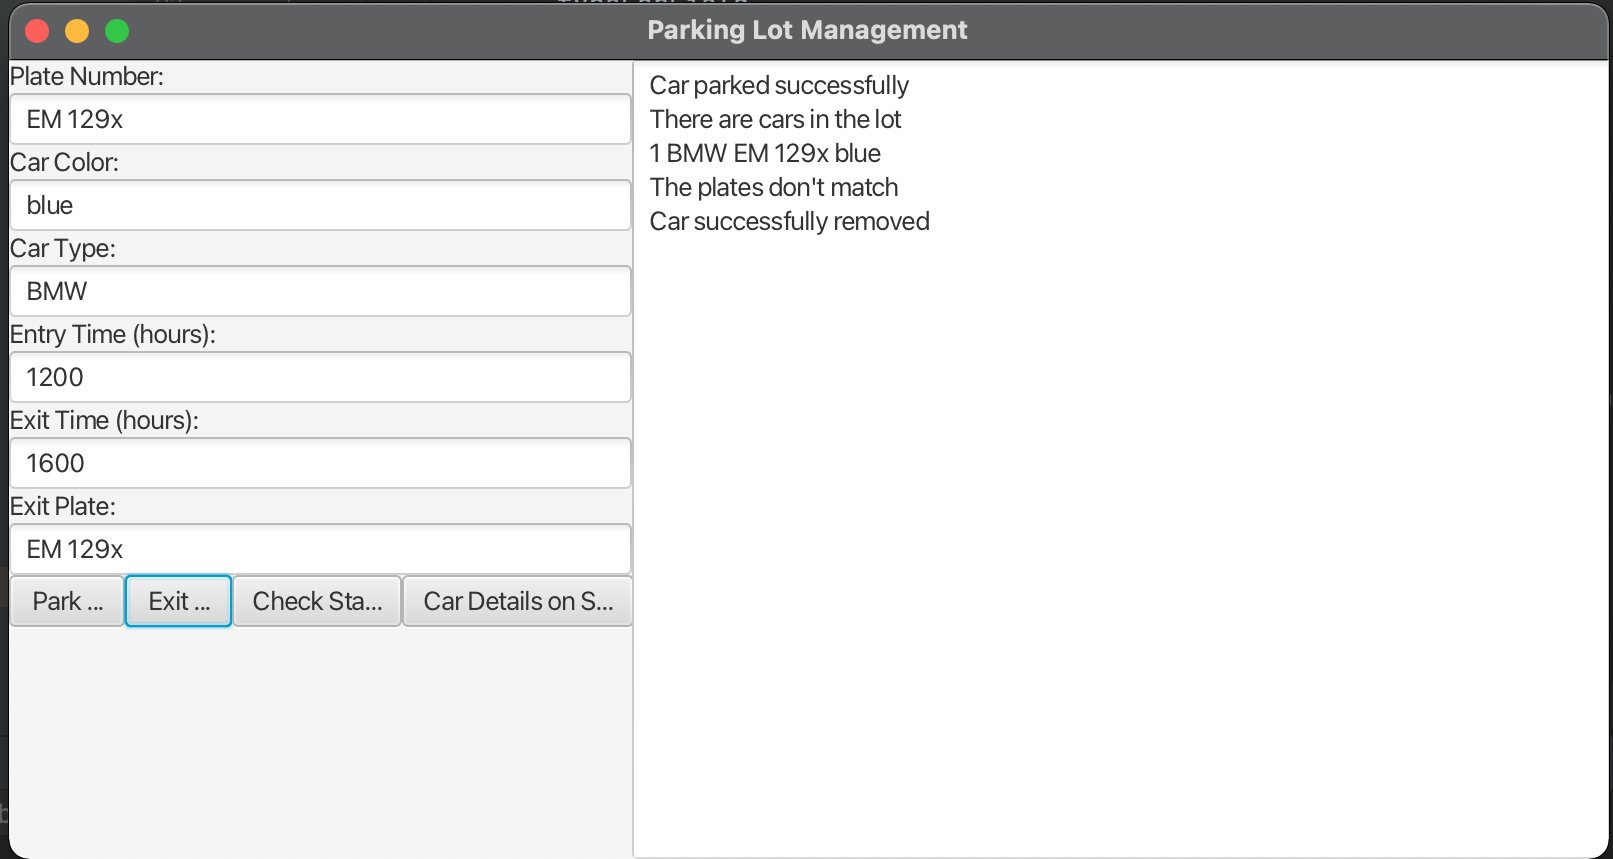 Parking Lot Management
Plate Number:
EM 129x
Car Color:
blue
Car Type:
BMW
Entry Time (hours):
1200
Exit Time (hours):
1600
Exit Plate:
EM 129x
Park ... Exit ... Check Sta... Car Details on S...
Car parked successfully
There are cars in the lot
1 BMW EM 129x blue
The plates don't match
Car successfully removed